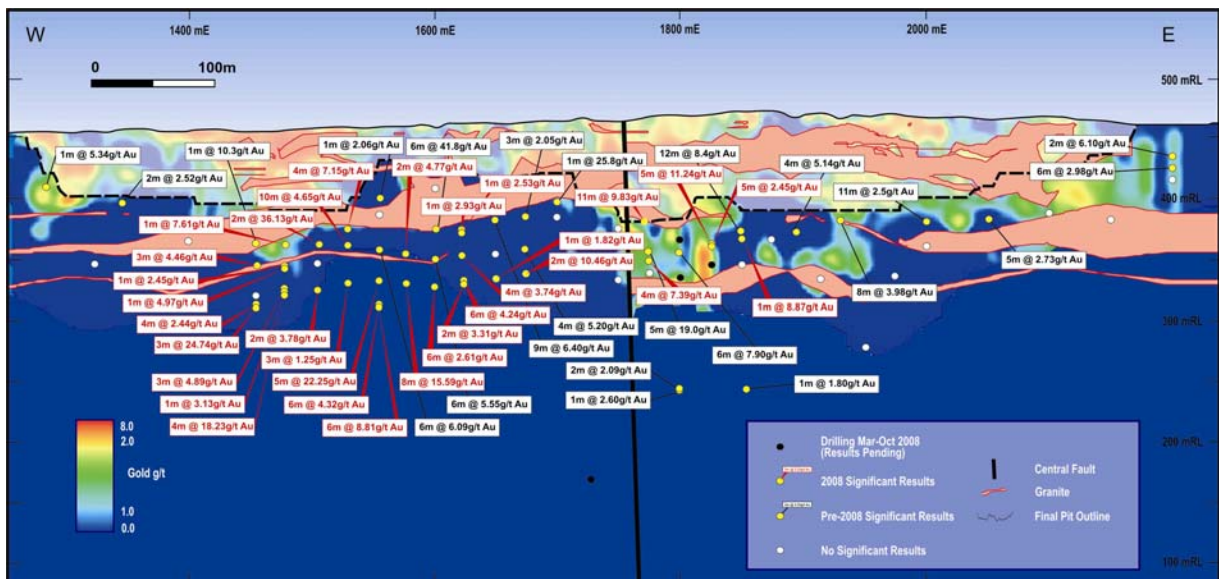 W
1400 mE
1600 mE
1800 mE
2000 mE
E
0 100m
500 mRL
400 mRL
300 mRL
200 mRL
100 mRL
1m @ 5.34g/t Au
2m @ 2.52g/t Au
1m @ 10.3g/t Au
1m @ 2.06g/t Au
6m @ 41.8g/t Au
3m @ 2.05g/t Au
4m @ 7.15g/t Au
2m @ 4.77g/t Au
1m @ 25.8g/t Au
12m @ 8.4g/t Au
5m @ 11.24g/t Au
4m @ 5.14g/t Au
2m @ 6.10g/t Au
6m @ 2.98g/t Au
10m @ 4.65g/t Au
1m @ 2.53g/t Au
5m @ 2.45g/t Au
11m @ 2.5g/t Au
11m @ 9.83g/t Au
1m @ 2.93g/t Au
1m @ 7.61g/t Au
2m @ 36.13g/t Au
1m @ 1.82g/t Au
3m @ 4.46g/t Au
2m @ 10.46g/t Au
5m @ 2.73g/t Au
1m @ 2.45g/t Au
4m @ 3.74g/t Au
4m @ 7.39g/t Au
8m @ 3.98g/t Au
1m @ 4.97g/t Au
1m @ 8.87g/t Au
6m @ 4.24g/t Au
4m @ 2.44g/t Au
4m @ 5.20g/t Au
5m @ 19.0g/t Au
2m @ 3.78g/t Au
2m @ 3.31g/t Au
3m @ 24.74g/t Au
9m @ 6.40g/t Au
6m @ 7.90g/t Au
3m @ 1.25g/t Au
6m @ 2.61g/t Au
2m @ 2.09g/t Au
3m @ 4.89g/t Au
5m @ 22.25g/t Au
8m @ 15.59g/t Au
1m @ 1.80g/t Au
1m @ 2.60g/t Au
1m @ 3.13g/t Au
6m @ 4.32g/t Au
6m @ 5.55g/t Au
4m @ 18.23g/t Au
6m @ 8.81g/t Au
6m @ 6.09g/t Au
8.0
2.0
Gold g/t
1.0
0.0
Drilling Mar-Oct 2008
(Results Pending)
2008 Significant Results
Pre-2008 Significant Results
No Significant Results
Central Fault
Granite
Final Pit Outline